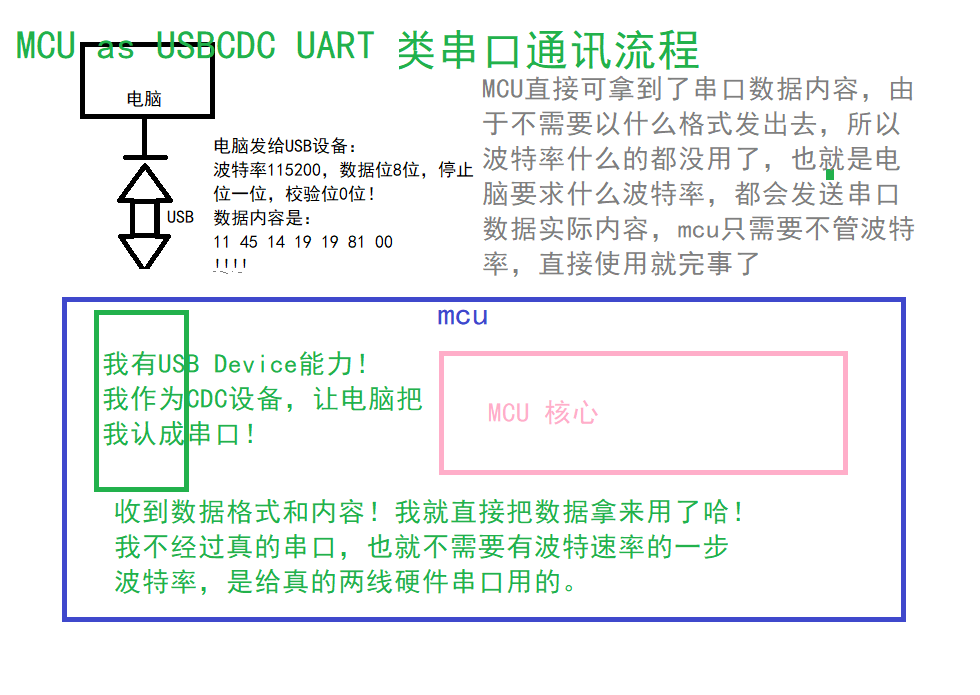 MCU as USBCDC UART 类串口通讯流程
电脑
MCU直接可拿到了串口数据内容，由
于不需要以什么格式发出去，所以
波特率什么的都没用了，也就是电
脑要求什么波特率，都会发送串口
数据实际内容，mcu只需要不管波特
率，直接使用就完事了
电脑发给USB设备：
波特率115200，数据位8位，停止
位一位，校验位0位！
数据内容是：
11 45 14 19 19 81 00
!!!!
USB
mcu
我有USB Device能力！
我作为CDC设备，让电脑把
我认成串口！
MCU 核心
收到数据格式和内容！我就直接把数据拿来用了哈！
我不经过真的串口，也就不需要有波特速率的一步
波特率，是给真的两线硬件串口用的。